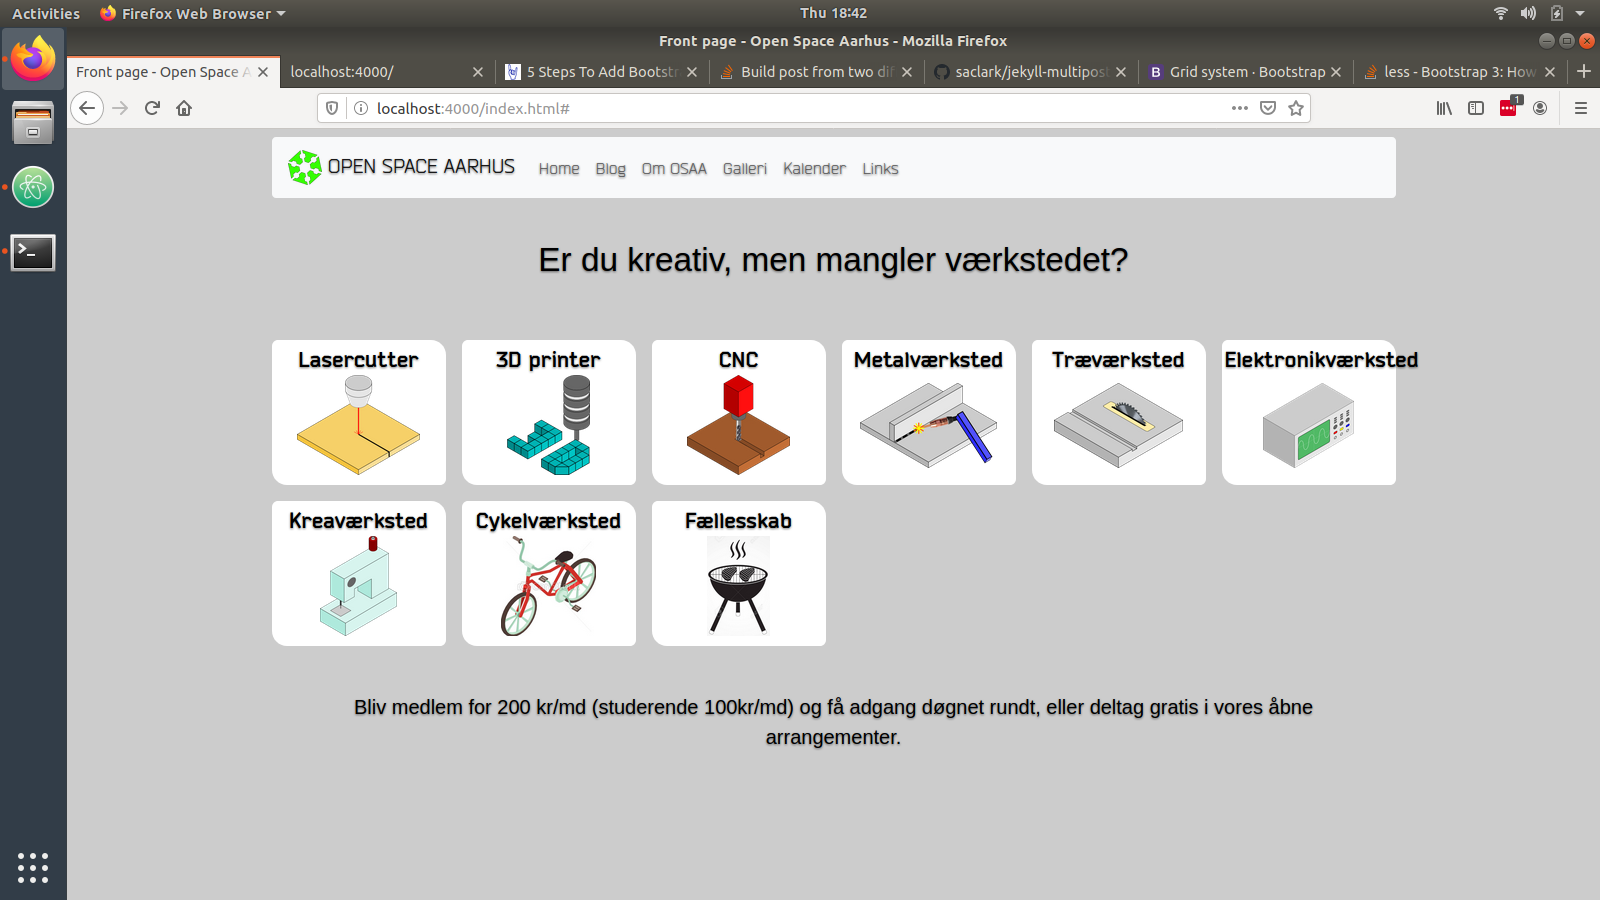 Activities
Firefox Web Browser
Thu 18:42
Front page - Open Space Aarhus - Mozilla Firefox
Front page - Open Space A
localhost:4000/
5 Steps To Add Bootstr
Build post from two dif
saclark/jekyll-multipost
Grid system · Bootstrap
less - Bootstrap 3: How
localhost:4000/index.html#
1
OPEN SPACE AARHUS
Home
Blog
Om OSAA
Galleri
Kalender
Links
Er du kreativ, men mangler værkstedet?
Lasercutter
3D printer
CNC
Metalværksted
Træværksted
Elektronikværksted
Kreaværksted
Cykelværksted
Fællesskab
Bliv medlem for 200 kr/md (studerende 100kr/md) og få adgang døgnet rundt, eller deltag gratis i vores åbne
arrangementer.